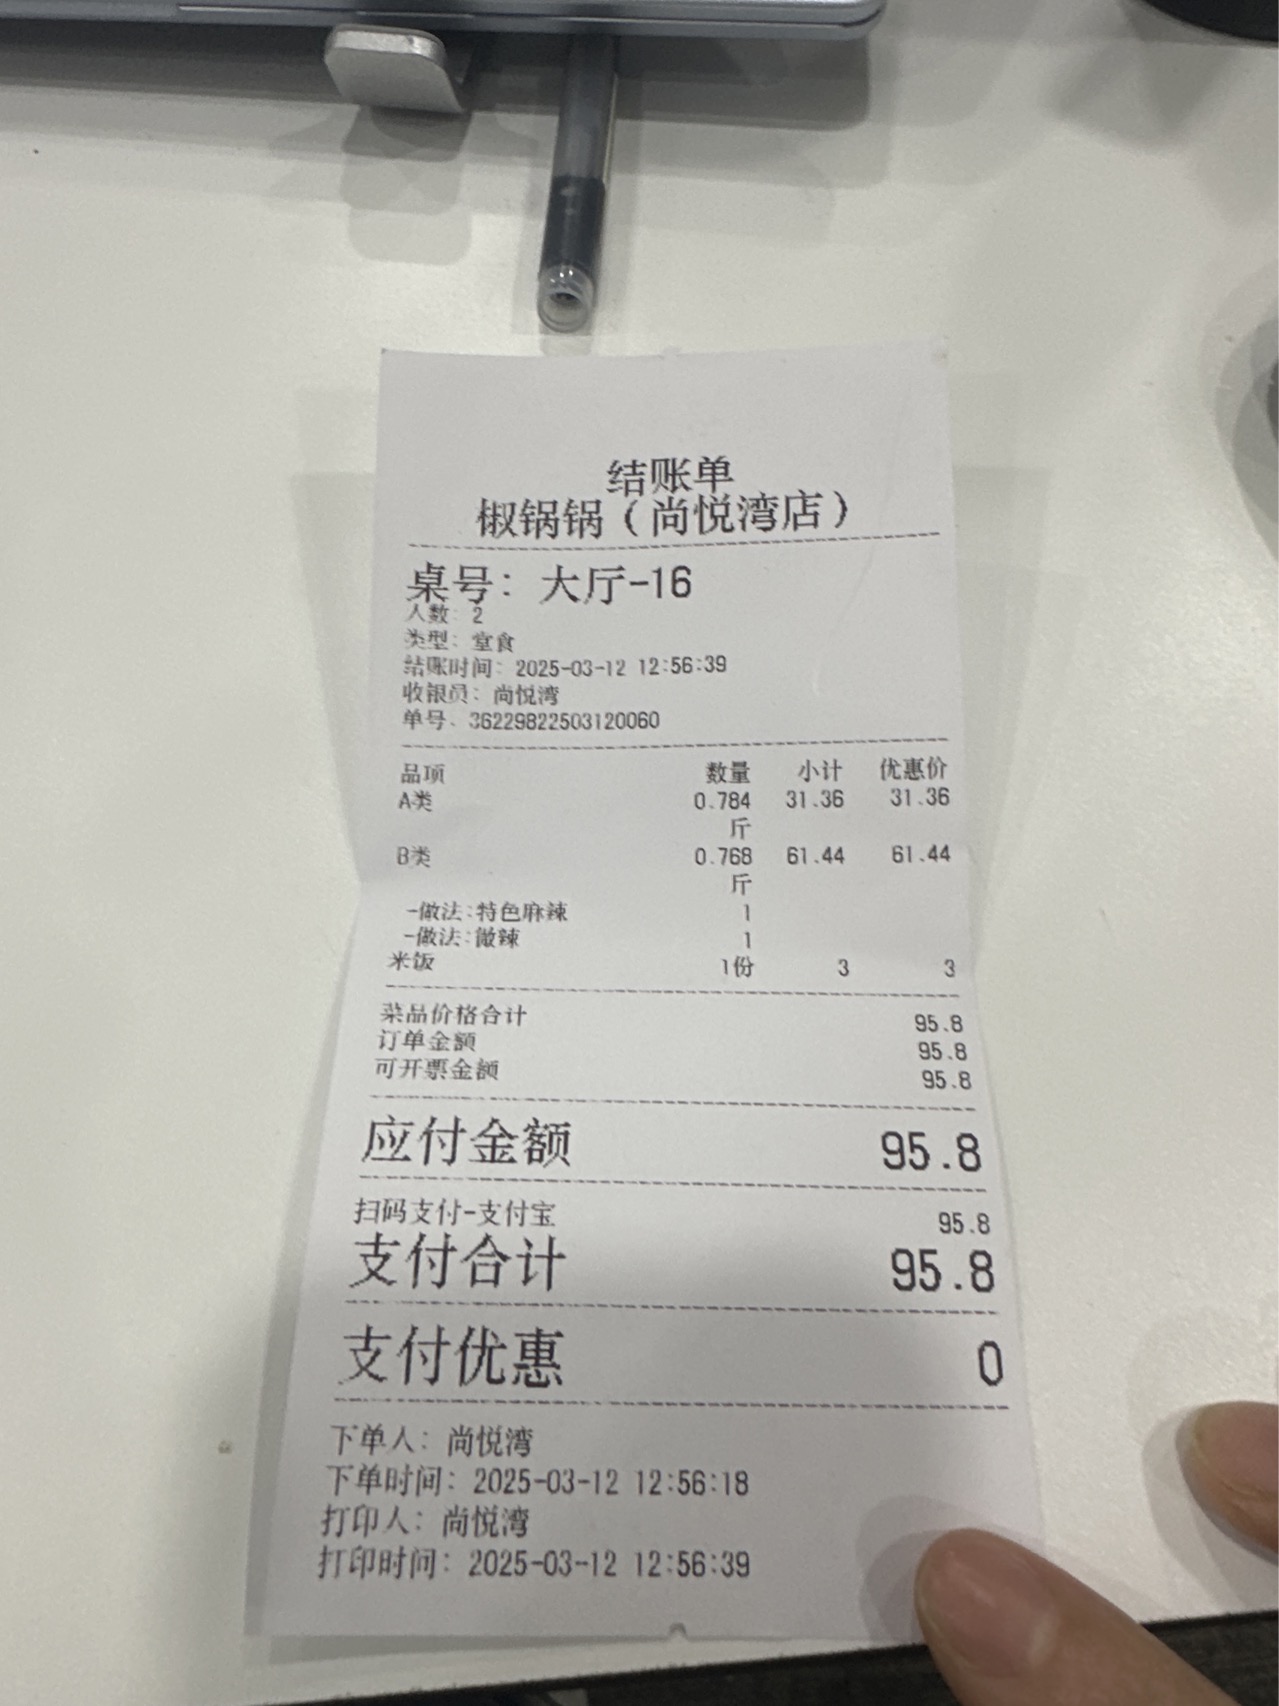 结账单
椒锅锅（尚悦湾店）
桌号：大厅-16
人数：2
类型：堂食
结账时间：2025-03-12 12:56:39
收银员：尚悦湾
单号：36229822503120060
品项 数量 小计 优惠价
A类 0.784 31.36 31.36
斤
B类 0.768 61.44 61.44
斤
-做法:特色麻辣 1
-做法:微辣 1
米饭 1份 3 3
菜品价格合计 95.8
订单金额 95.8
可开票金额 95.8
应付金额 95.8
扫码支付-支付宝 95.8
支付合计 95.8
支付优惠 0
下单人：尚悦湾
下单时间：2025-03-12 12:56:18
打印人：尚悦湾
打印时间：2025-03-12 12:56:39